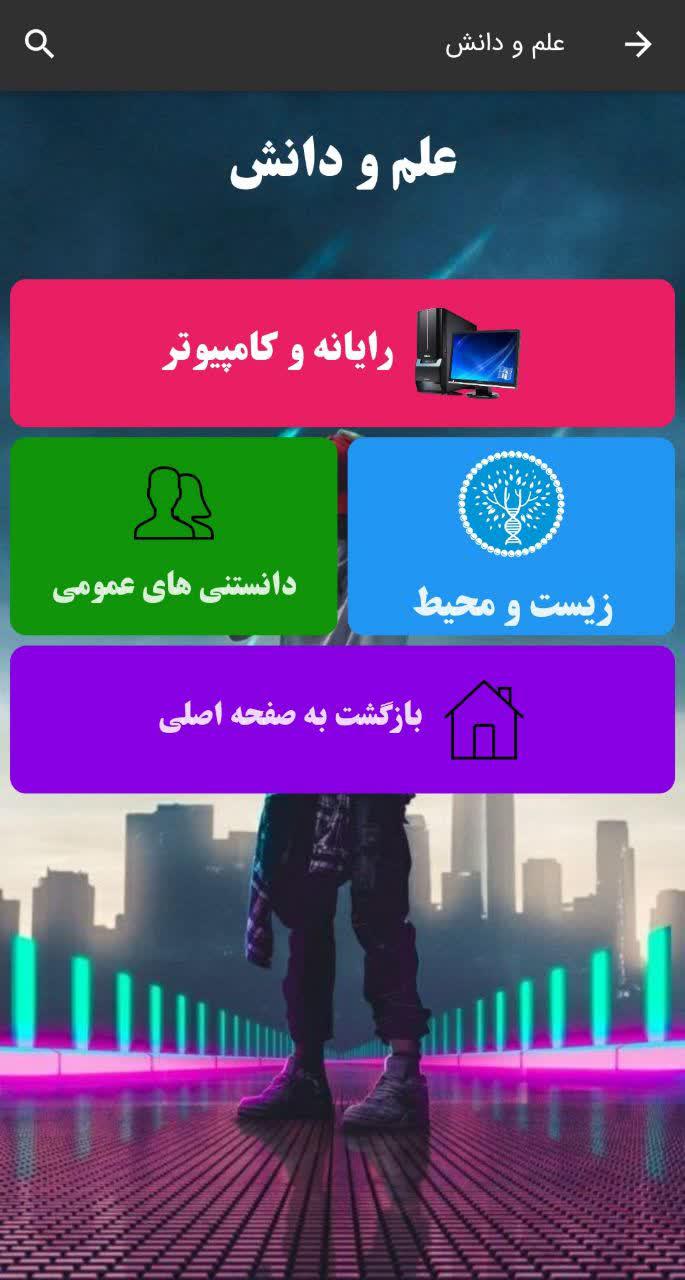 علم و دانش
علم و دانش
رایانه و کامپیوتر
زیست و محیط
دانستنی های عمومی
بازگشت به صفحه اصلی